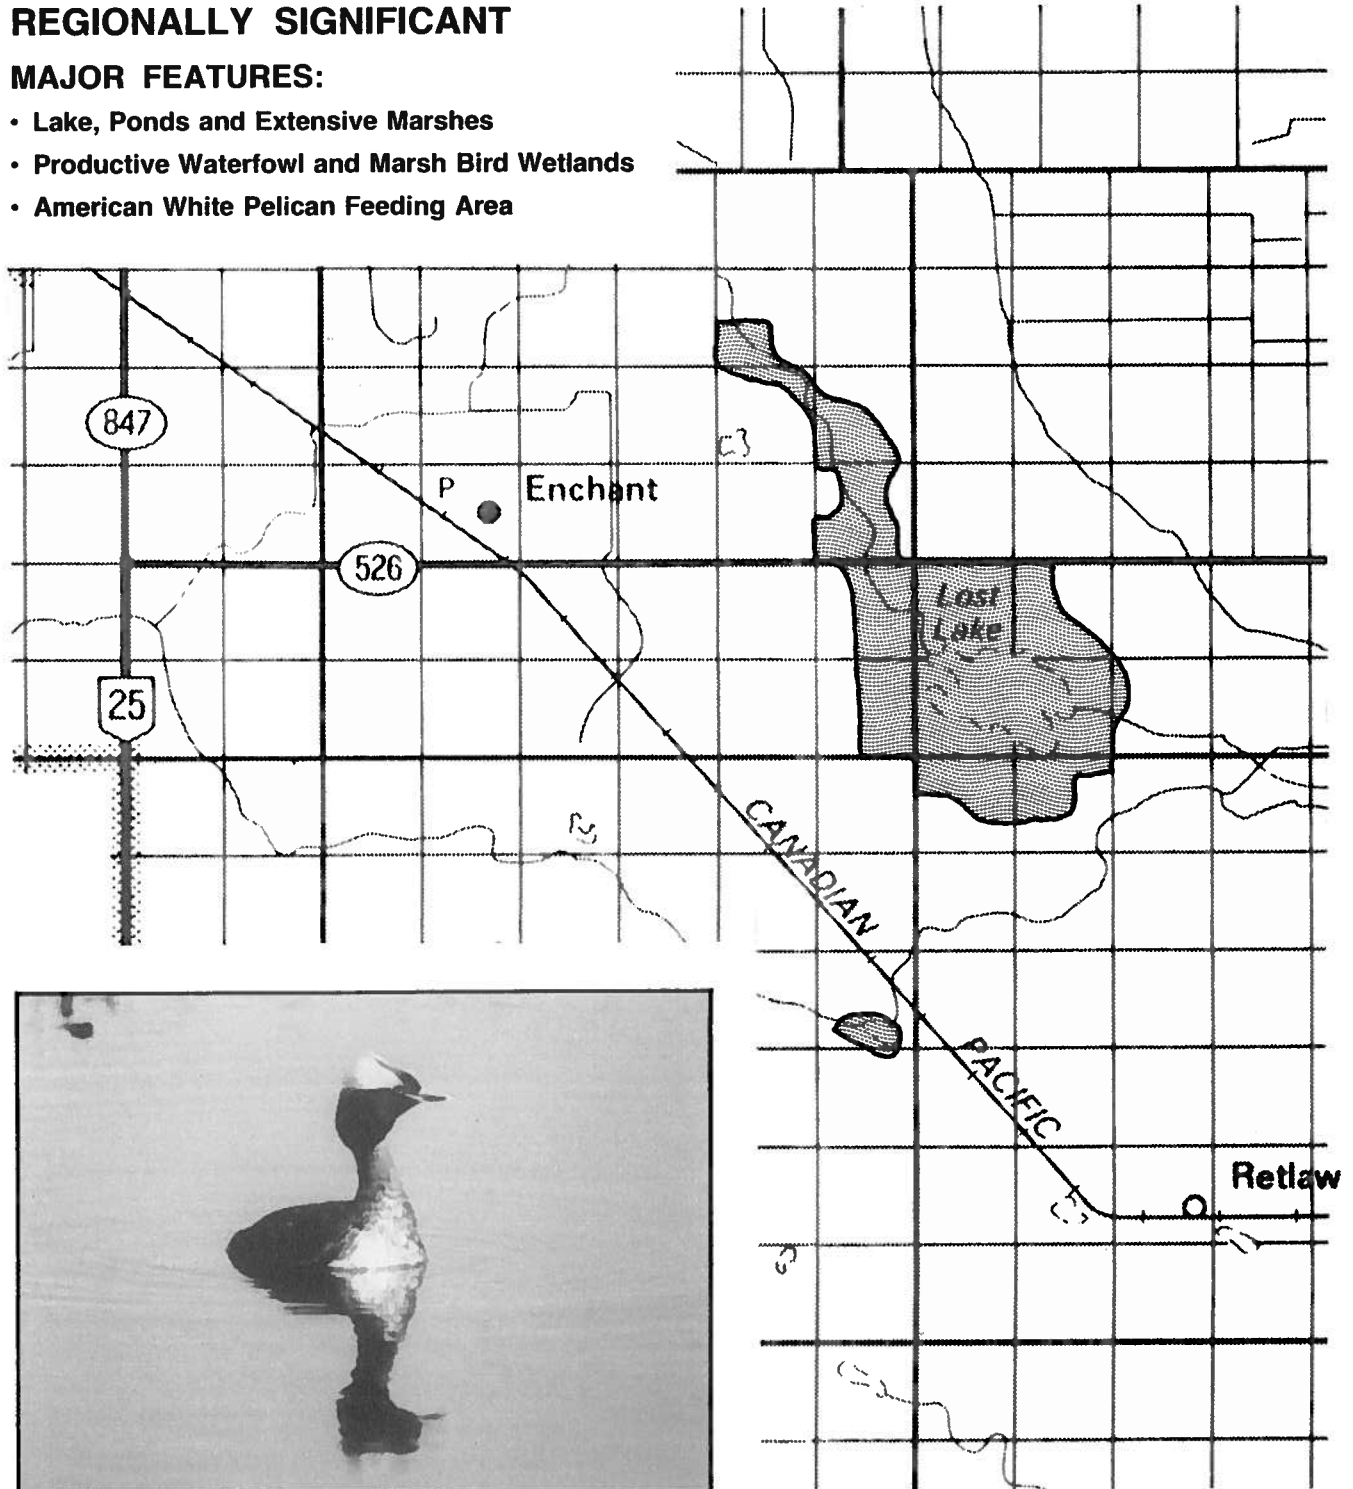 REGIONALLY SIGNIFICANT
MAJOR FEATURES:
• Lake, Ponds and Extensive Marshes
• Productive Waterfowl and Marsh Bird Wetlands
• American White Pelican Feeding Area
847
P
Enchant
526
Lost
Lake
25
CANADIAN
PACIFIC
Retlaw